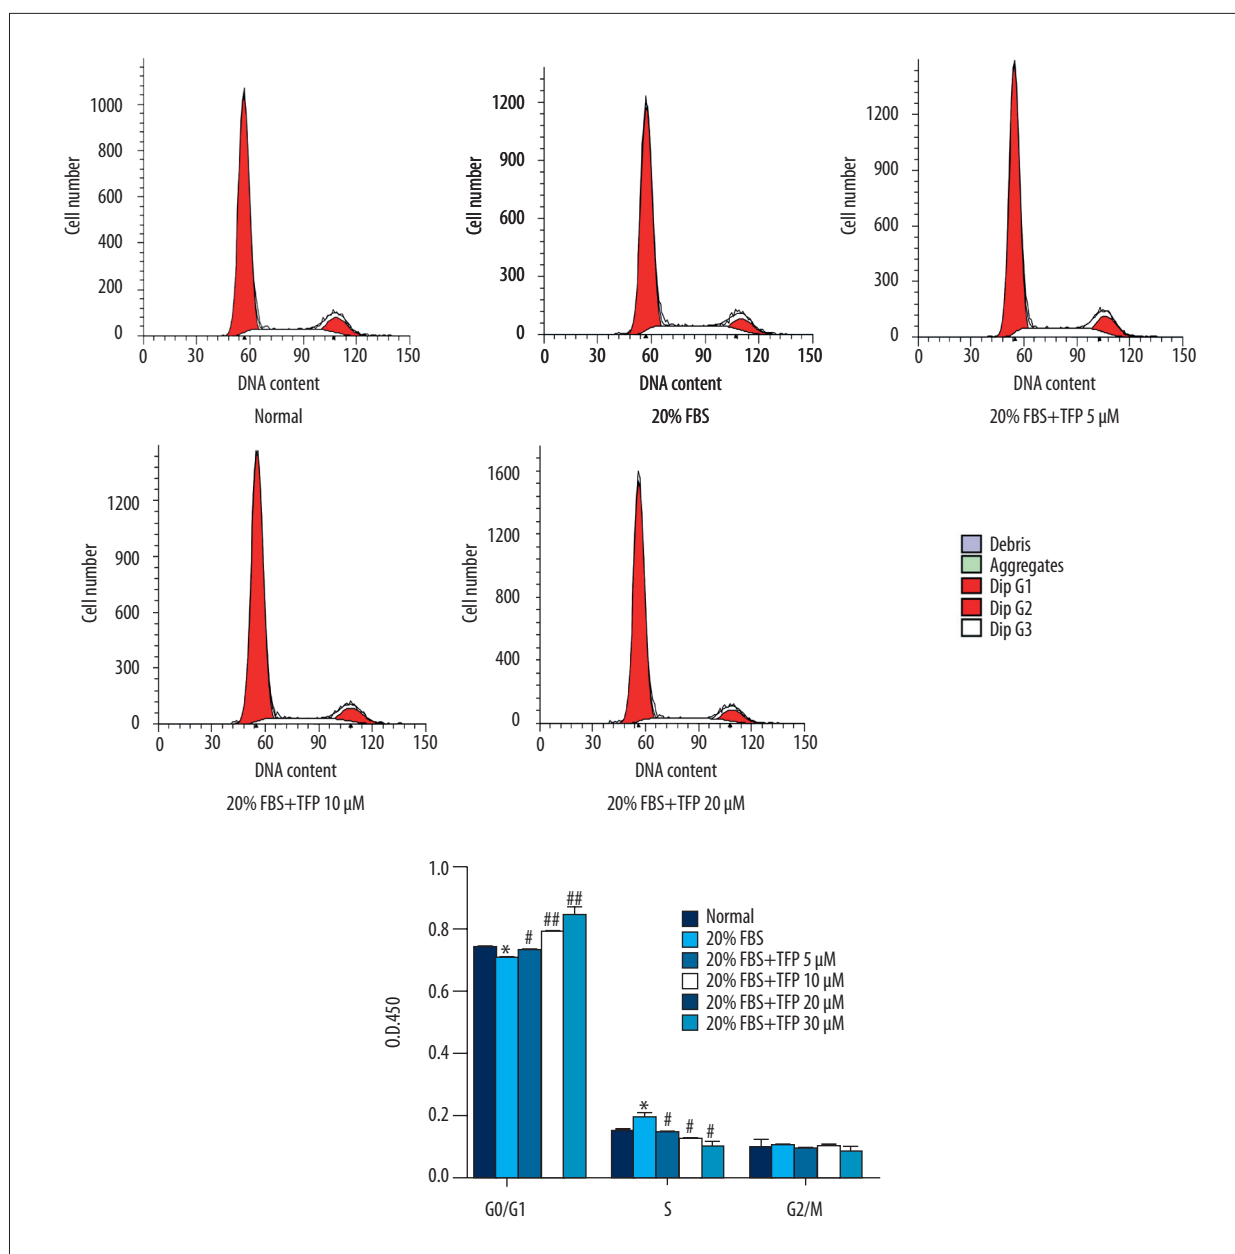 Cell number
1000
800
600
400
200
0
0 30 60 90 120 150
DNA content
Normal
Cell number
1200
900
600
300
0
0 30 60 90 120 150
DNA content
20% FBS
Cell number
1200
900
600
300
0
0 30 60 90 120 150
DNA content
20% FBS+TFP 5 µM
Cell number
1200
900
600
300
0
0 30 60 90 120 150
DNA content
20% FBS+TFP 10 µM
Cell number
1600
1200
800
400
0
0 30 60 90 120 150
DNA content
20% FBS+TFP 20 µM
Debris
Aggregates
Dip G1
Dip G2
Dip G3
O.D.450
1.0
0.8
0.6
0.4
0.2
0.0
* # ## ##
* # # #
G0/G1 S G2/M
Normal
20% FBS
20% FBS+TFP 5 µM
20% FBS+TFP 10 µM
20% FBS+TFP 20 µM
20% FBS+TFP 30 µM